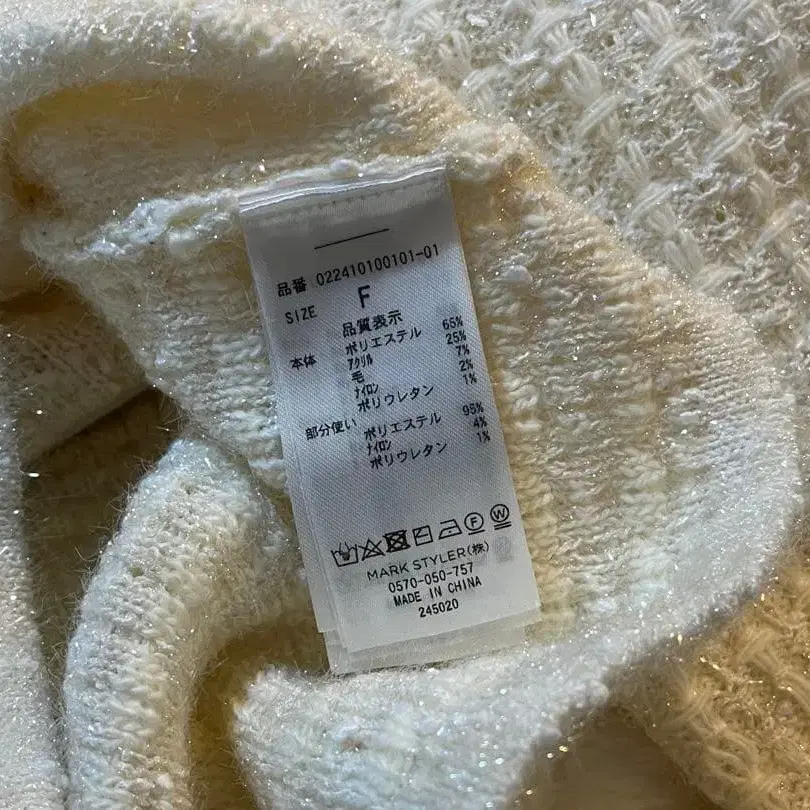 品番 022410100101-01
SIZE F
品質表示
本体 ポリエステル 65%
アクリル 25%
毛 7%
ナイロン 2%
ポリウレタン 1%
部分使い ポリエステル 95%
ナイロン 4%
ポリウレタン 1%
F W
MARK STYLER(株)
0570-050-757
MADE IN CHINA
245020